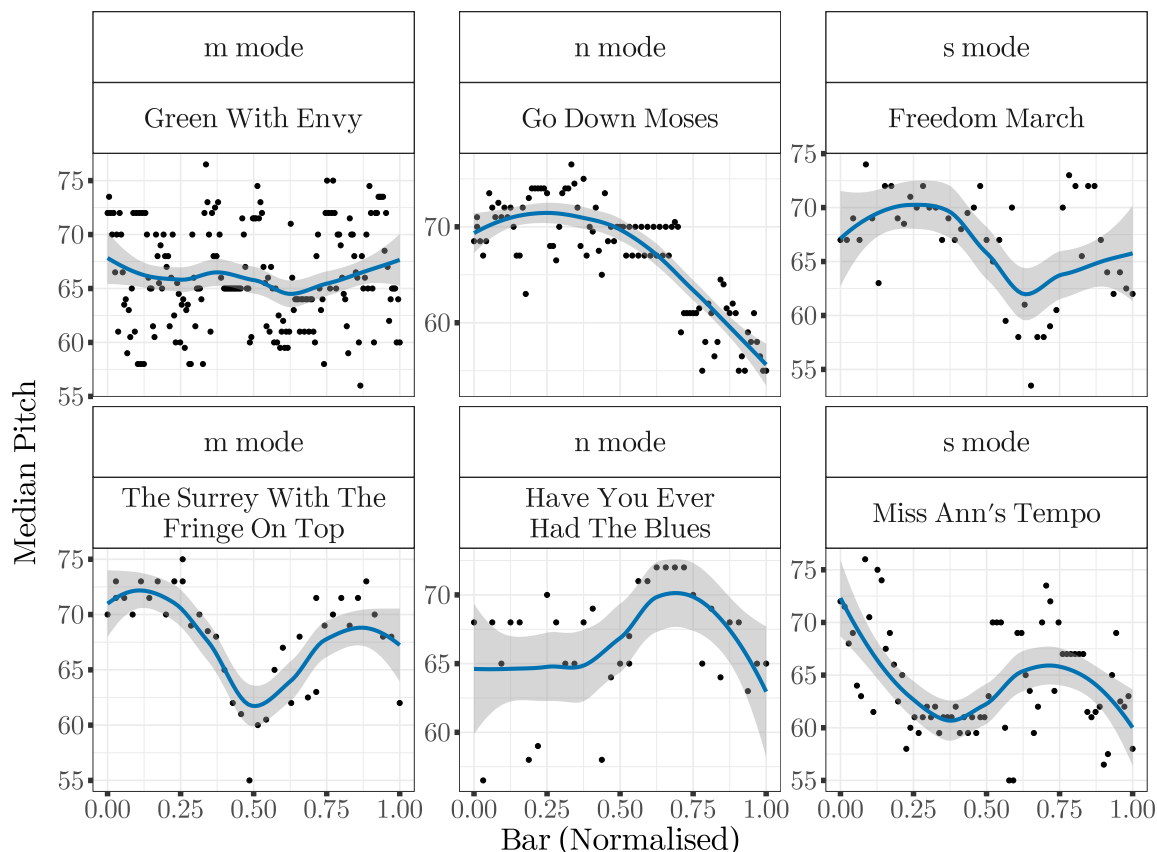 m mode
n mode
s mode
Green With Envy
Go Down Moses
Freedom March
75
70
65
60
55
70
60
75
70
65
60
55
Median Pitch
m mode
n mode
s mode
The Surrey With The
Fringe On Top
Have You Ever
Had The Blues
Miss Ann's Tempo
75
70
65
60
55
70
65
60
75
70
65
60
55
0.00 0.25 0.50 0.75 1.00
0.00 0.25 0.50 0.75 1.00
0.00 0.25 0.50 0.75 1.00
Bar (Normalised)